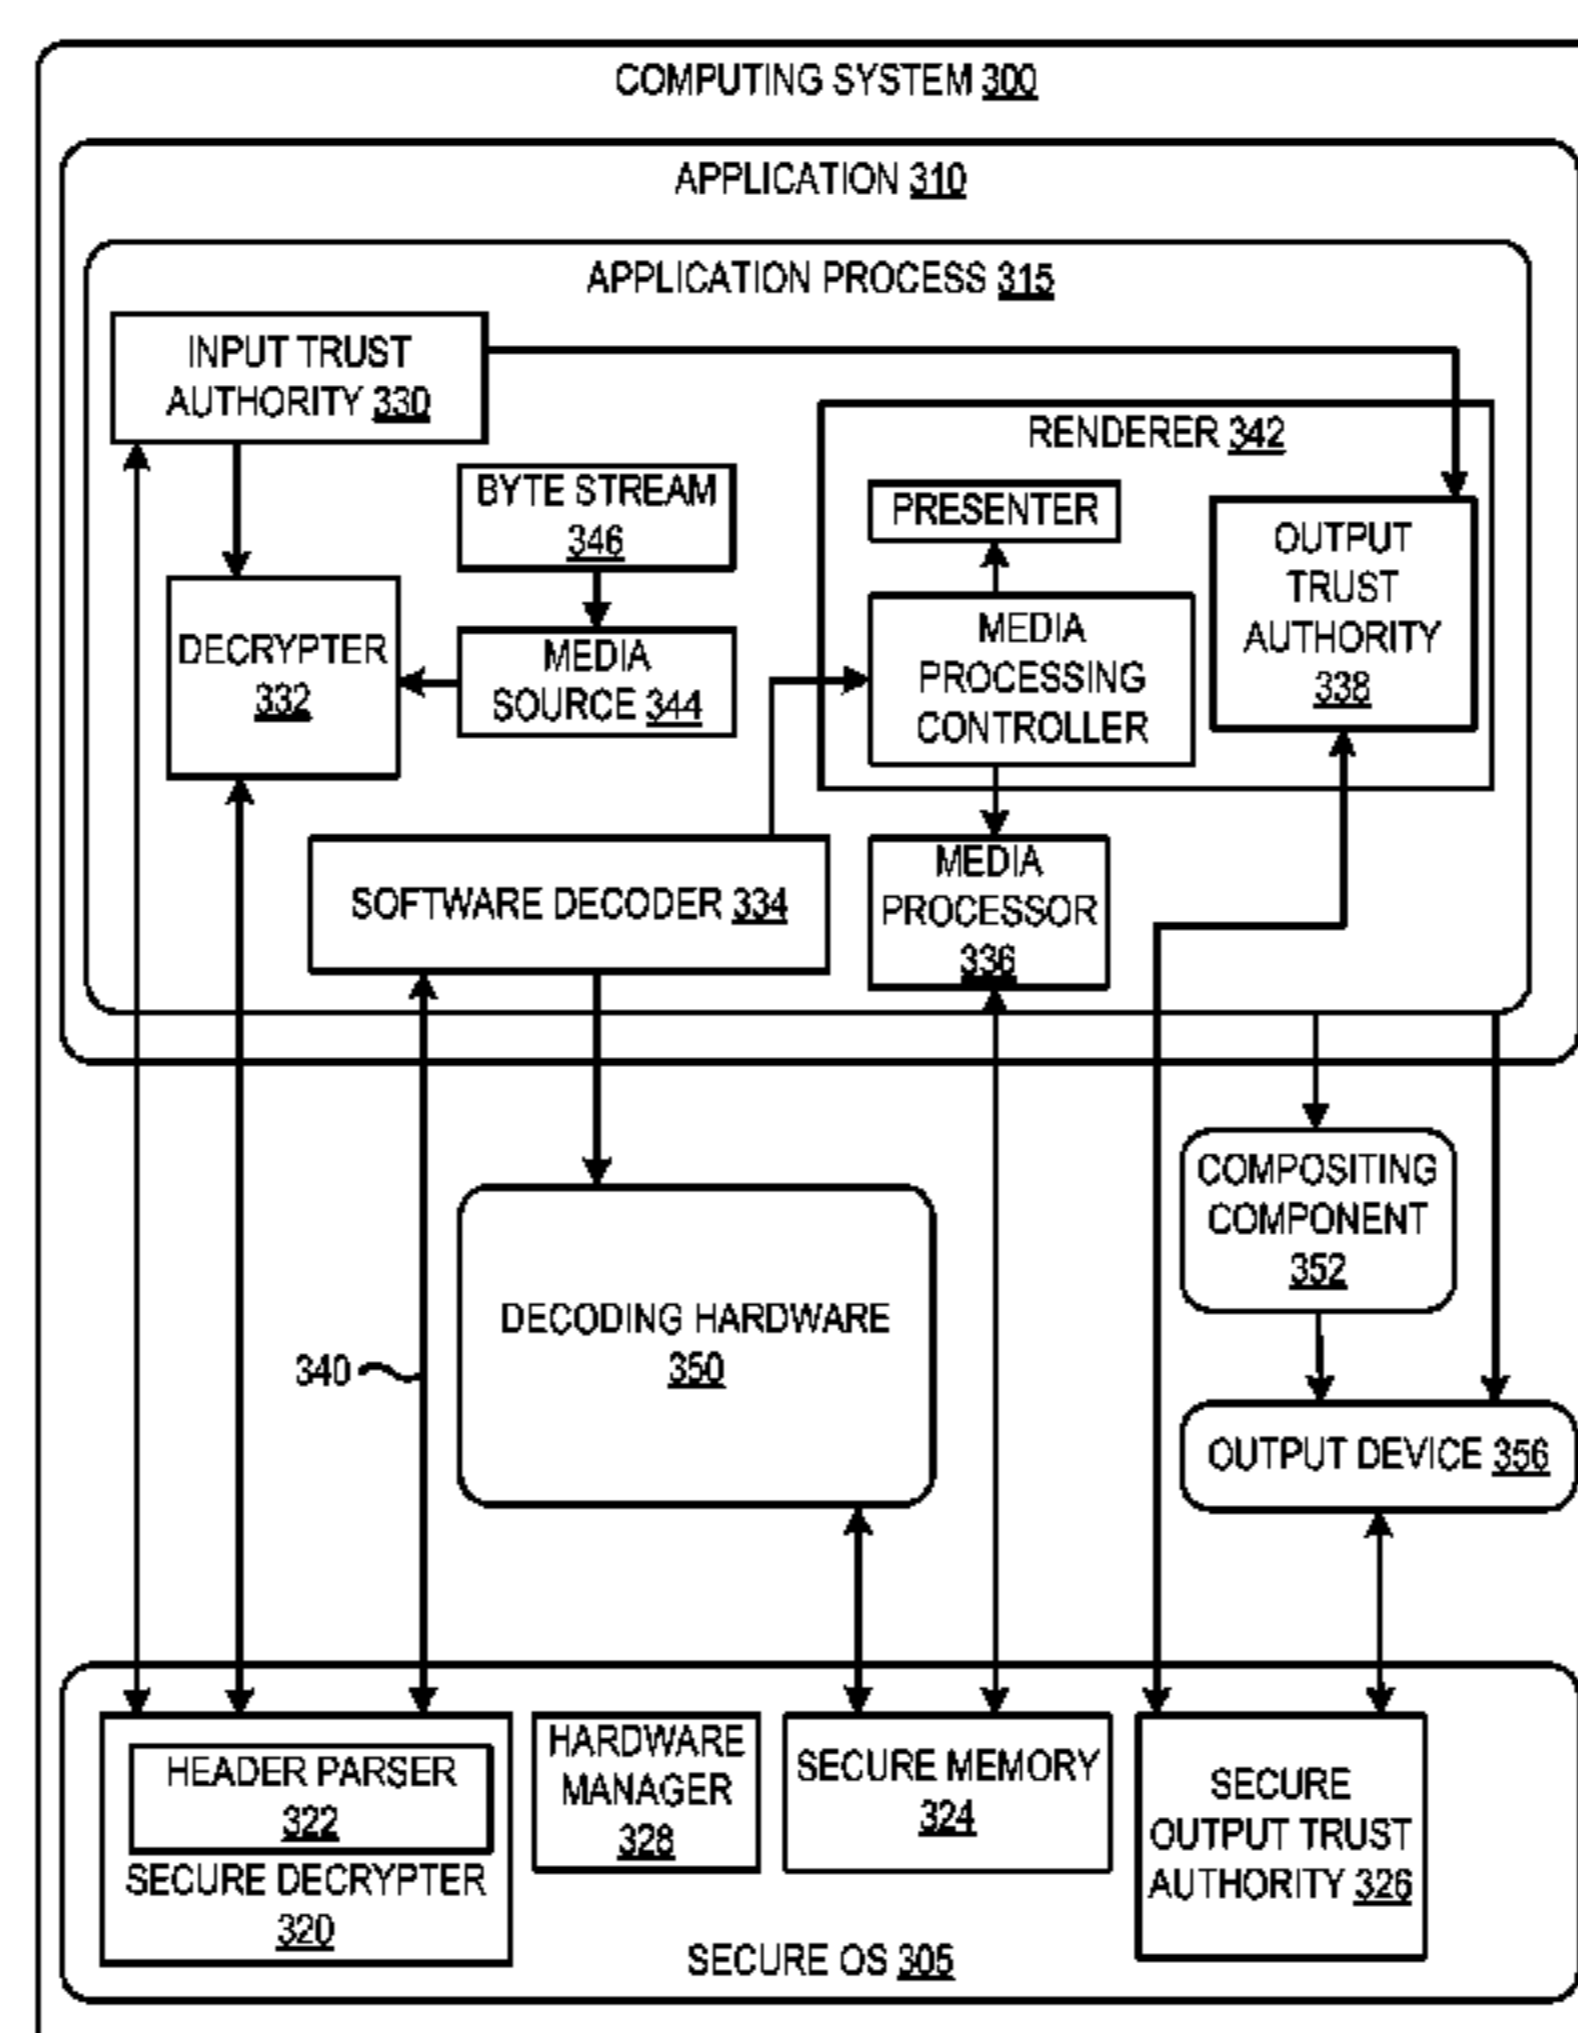 COMPUTING SYSTEM 300
APPLICATION 310
APPLICATION PROCESS 315
INPUT TRUST
AUTHORITY 330
RENDERER 342
BYTE STREAM
346
PRESENTER
OUTPUT
TRUST
AUTHORITY
338
DECRYPTER
332
MEDIA
SOURCE 344
MEDIA
PROCESSING
CONTROLLER
SOFTWARE DECODER 334
MEDIA
PROCESSOR
336
COMPOSITING
COMPONENT
352
DECODING HARDWARE
350
340
OUTPUT DEVICE 356
HEADER PARSER
322
SECURE DECRYPTER
320
HARDWARE
MANAGER
328
SECURE MEMORY
324
SECURE
OUTPUT TRUST
AUTHORITY 326
SECURE OS 305